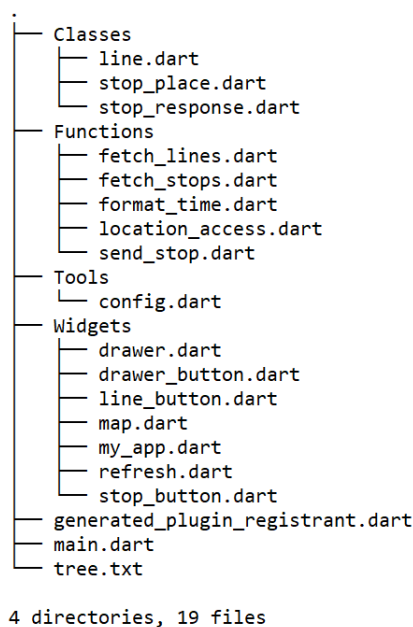 .
├── Classes
│   ├── line.dart
│   ├── stop_place.dart
│   └── stop_response.dart
├── Functions
│   ├── fetch_lines.dart
│   ├── fetch_stops.dart
│   ├── format_time.dart
│   ├── location_access.dart
│   └── send_stop.dart
├── Tools
│   └── config.dart
├── Widgets
│   ├── drawer.dart
│   ├── drawer_button.dart
│   ├── line_button.dart
│   ├── map.dart
│   ├── my_app.dart
│   ├── refresh.dart
│   └── stop_button.dart
├── generated_plugin_registrant.dart
├── main.dart
└── tree.txt

4 directories, 19 files